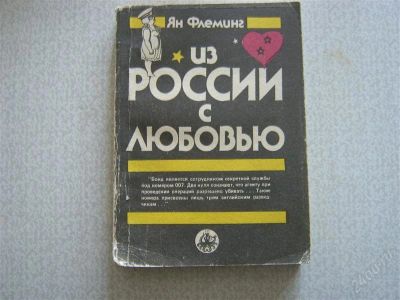 Ян Флеминг
ИЗ
РОССИИ
С
ЛЮБОВЬЮ
"Бонд является сотрудником секретной службы
под номером 007. Два нуля означают, что агенту при
проведении операций разрешено убивать ... Такие
номера присвоены лишь трем английским развед
чикам ..."